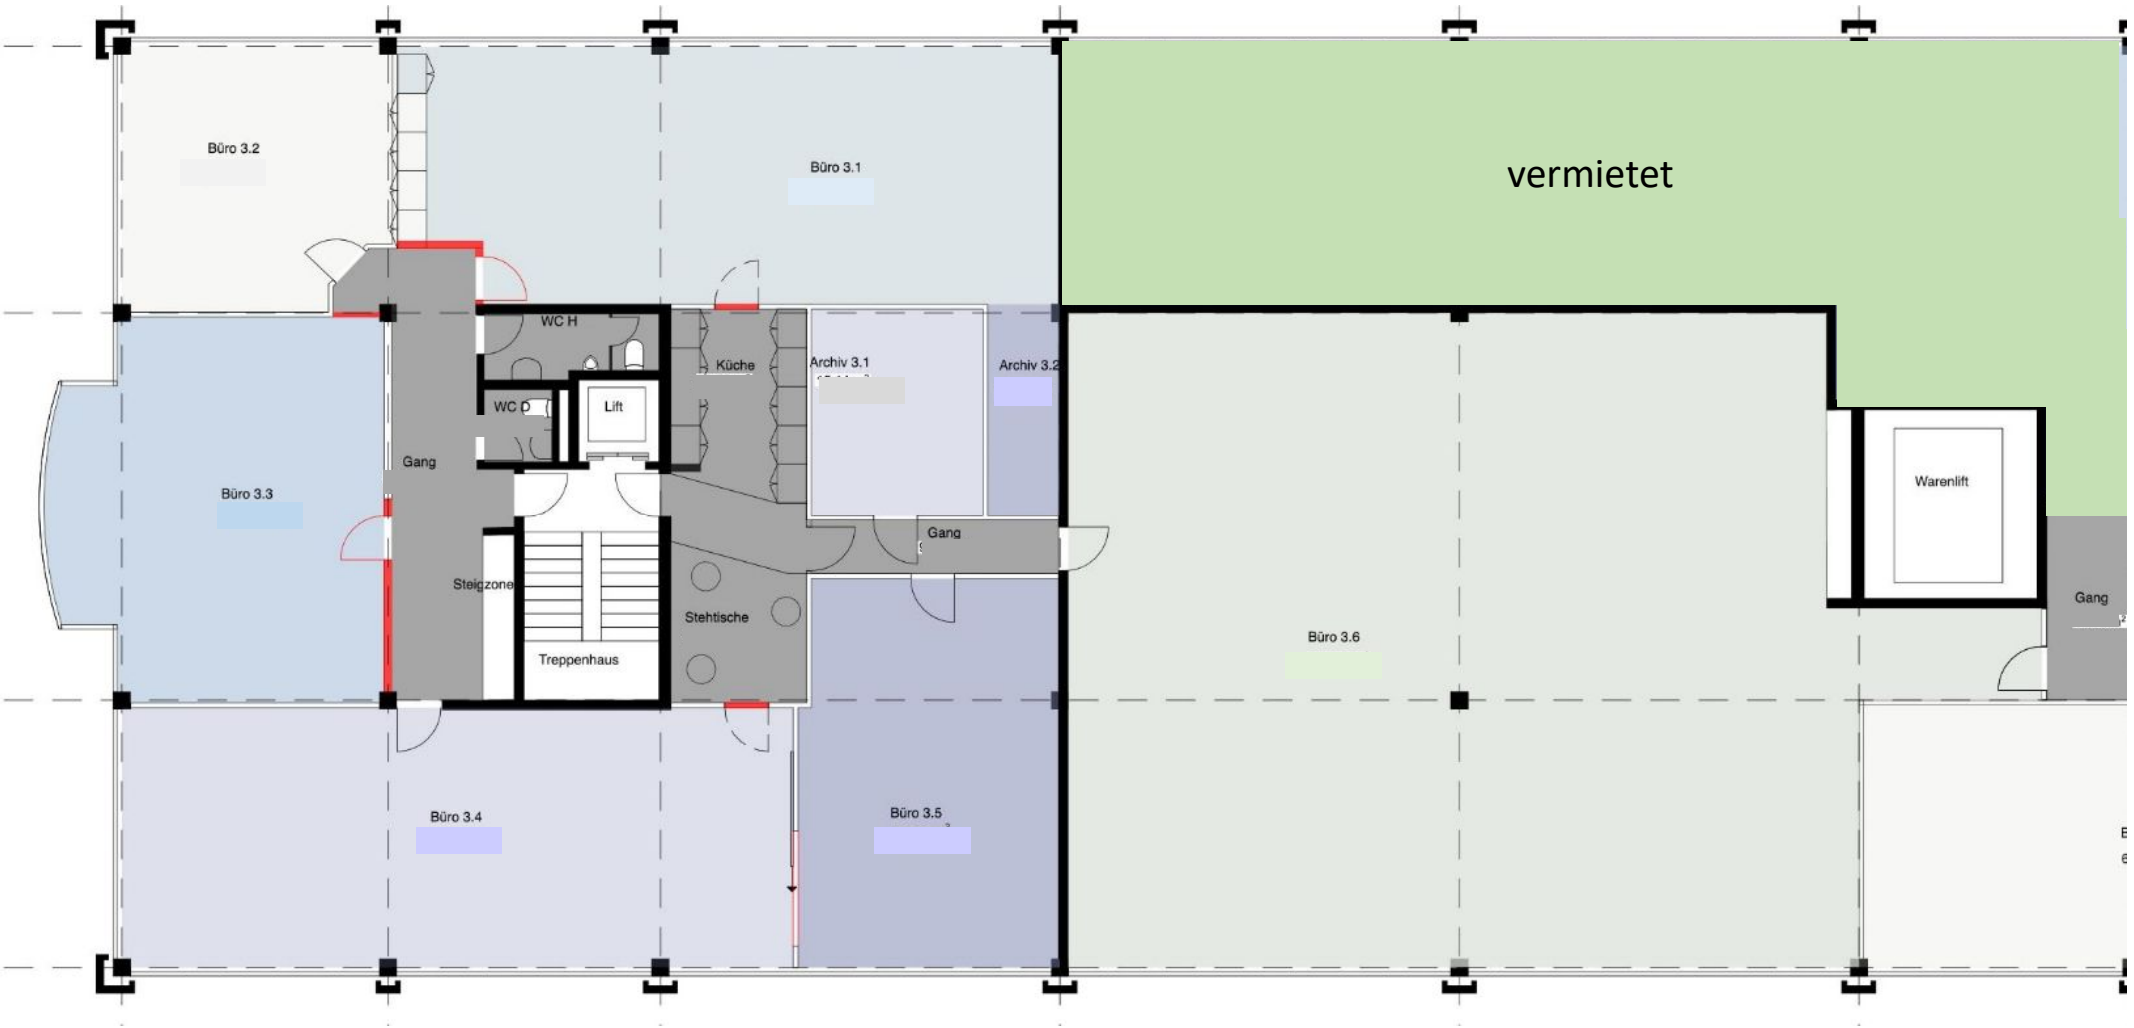 Büro 3.2
Büro 3.1
vermietet
WC H
Küche
Archiv 3.1
Archiv 3.2
WC D
Lift
Gang
Warenlift
Büro 3.3
Gang
Steigzone
Gang
Stehtische
Büro 3.6
Treppenhaus
Büro 3.4
Büro 3.5